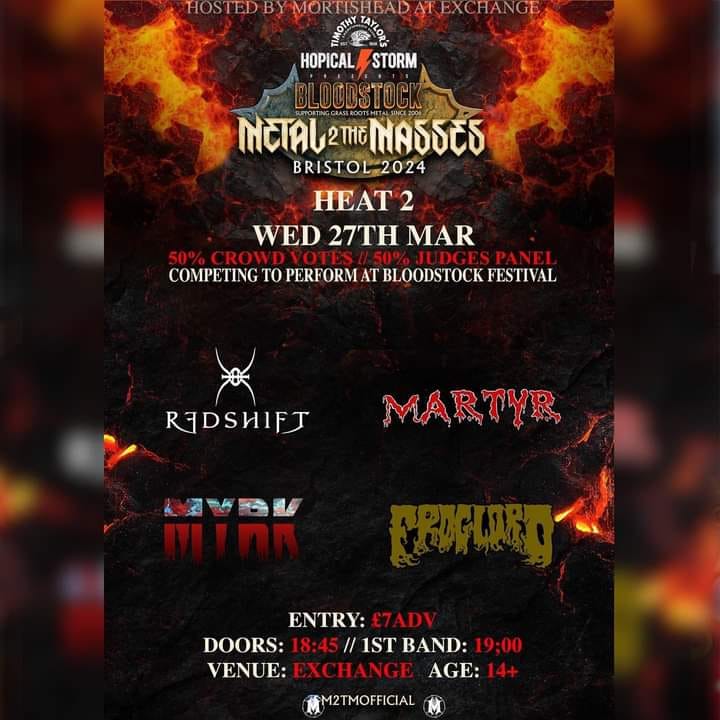 HOSTED BY MORTISHEAD AT EXCHANGE
TIMOTHY TAYLOR'S
HOPICAL STORM
PRESENTS
BLOODSTOCK
SUPPORTING GRASS ROOTS METAL SINCE 2006
METAL 2 THE MASSES
BRISTOL 2024
HEAT 2
WED 27TH MAR
50% CROWD VOTES // 50% JUDGES PANEL
COMPETING TO PERFORM AT BLOODSTOCK FESTIVAL
REDSHIFT
MARTYR
MYRK
FROGLORD
ENTRY: £7ADV
DOORS: 18:45 // 1ST BAND: 19;00
VENUE: EXCHANGE AGE: 14+
M2TMOFFICIAL